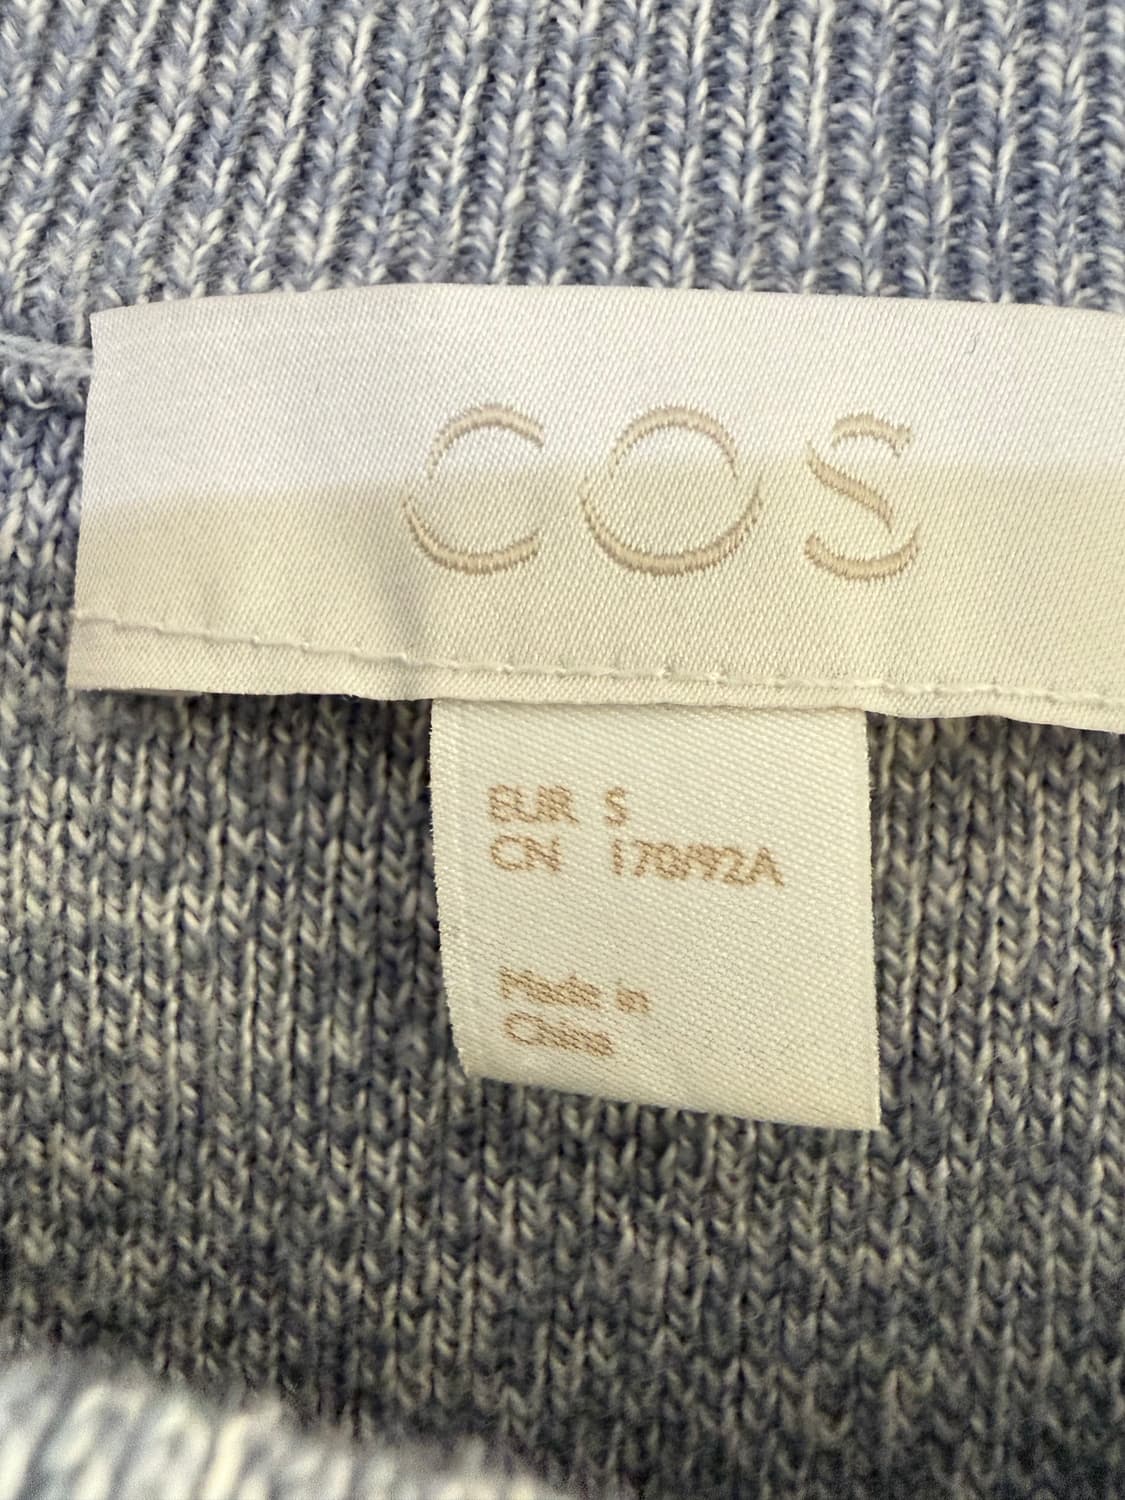 COS
EUR S
CN 170/92A
Made in
China